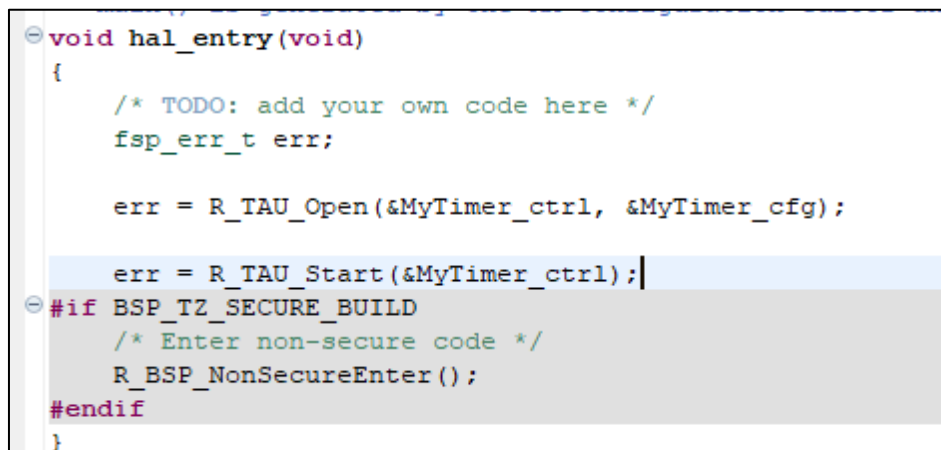 void hal_entry(void)
{
/* TODO: add your own code here */
fsp_err_t err;
err = R_TAU_Open(&MyTimer_ctrl, &MyTimer_cfg);
err = R_TAU_Start(&MyTimer_ctrl);
#if BSP_TZ_SECURE_BUILD
/* Enter non-secure code */
R_BSP_NonSecureEnter();
#endif
}